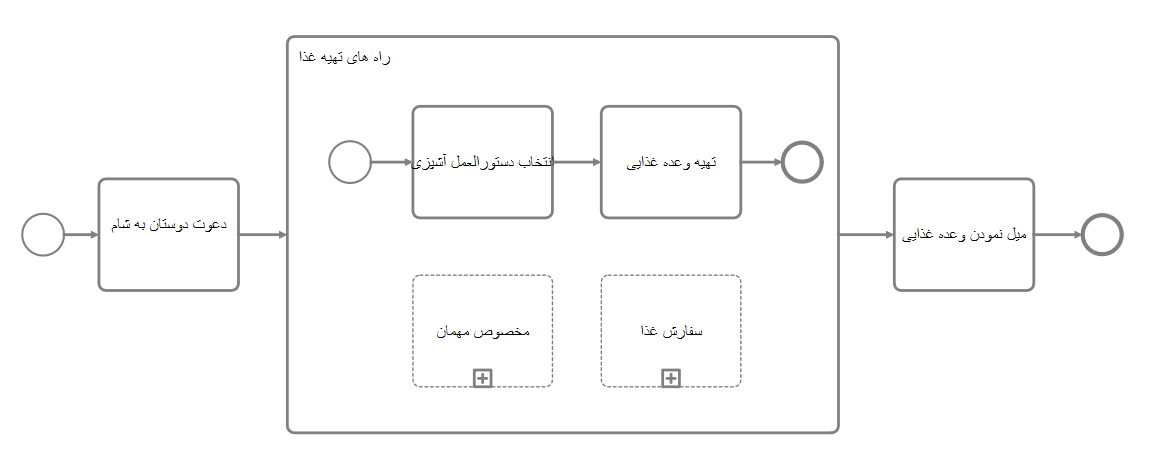 راه های تهیه غذا
انتخاب دستورالعمل آشپزی
تهیه وعده غذایی
دعوت دوستان به شام
میل نمودن وعده غذایی
مخصوص مهمان
سفارش غذا